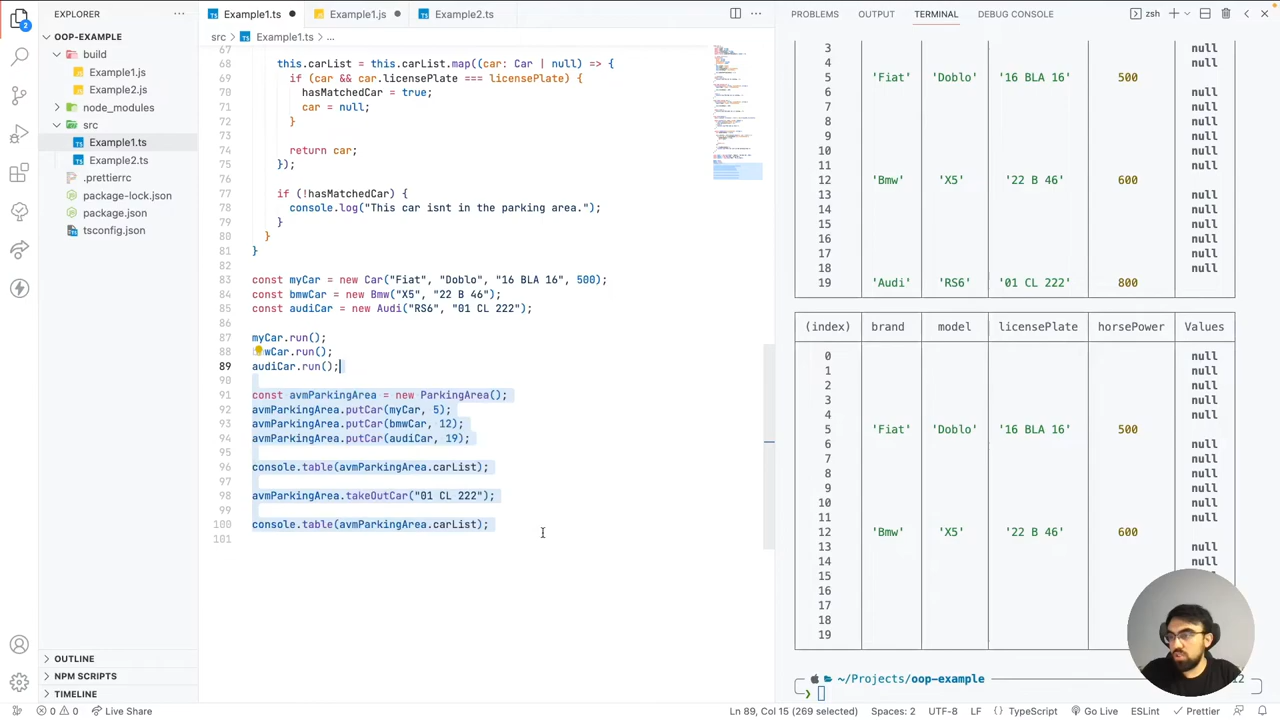 EXPLORER
OOP-EXAMPLE
build
Example1.js
Example2.js
node_modules
src
Example1.ts
Example2.ts
.prettierrc
package-lock.json
package.json
tsconfig.json
OUTLINE
NPM SCRIPTS
TIMELINE
2
TS Example1.ts
Example1.js
TS Example2.ts
src > TS Example1.ts > ...
67
68 this.carList = this.carList.map((car: Car | null) => {
69 if (car && car.licensePlate === licensePlate) {
70 hasMatchedCar = true;
71 car = null;
72 }
73
74 return car;
75 });
76
77 if (!hasMatchedCar) {
78 console.log("This car isnt in the parking area.");
79 }
80 }
81 }
82
83 const myCar = new Car("Fiat", "Doblo", "16 BLA 16", 500);
84 const bmwCar = new Bmw("X5", "22 B 46");
85 const audiCar = new Audi("RS6", "01 CL 222");
86
87 myCar.run();
88 wCar.run();
89 audiCar.run();
90
91 const avmParkingArea = new ParkingArea();
92 avmParkingArea.putCar(myCar, 5);
93 avmParkingArea.putCar(bmwCar, 12);
94 avmParkingArea.putCar(audiCar, 19);
95
96 console.table(avmParkingArea.carList);
97
98 avmParkingArea.takeOutCar("01 CL 222");
99
100 console.table(avmParkingArea.carList);
101
PROBLEMS OUTPUT TERMINAL DEBUG CONSOLE zsh
3 null
4 null
5 'Fiat' 'Doblo' '16 BLA 16' 500
6 null
7 null
8 null
9 null
10 null
11 null
12 'Bmw' 'X5' '22 B 46' 600
13 null
14 null
15 null
16 null
17 null
18 null
19 'Audi' 'RS6' '01 CL 222' 800
(index) brand model licensePlate horsePower Values
0 null
1 null
2 null
3 null
4 null
5 'Fiat' 'Doblo' '16 BLA 16' 500
6 null
7 null
8 null
9 null
10 null
11 null
12 'Bmw' 'X5' '22 B 46' 600
13 null
14 null
15
16
17
18
19
~/Projects/oop-example 12
0 0 Live Share
Ln 89, Col 15 (269 selected) Spaces: 2 UTF-8 LF {} TypeScript Go Live ESLint Prettier